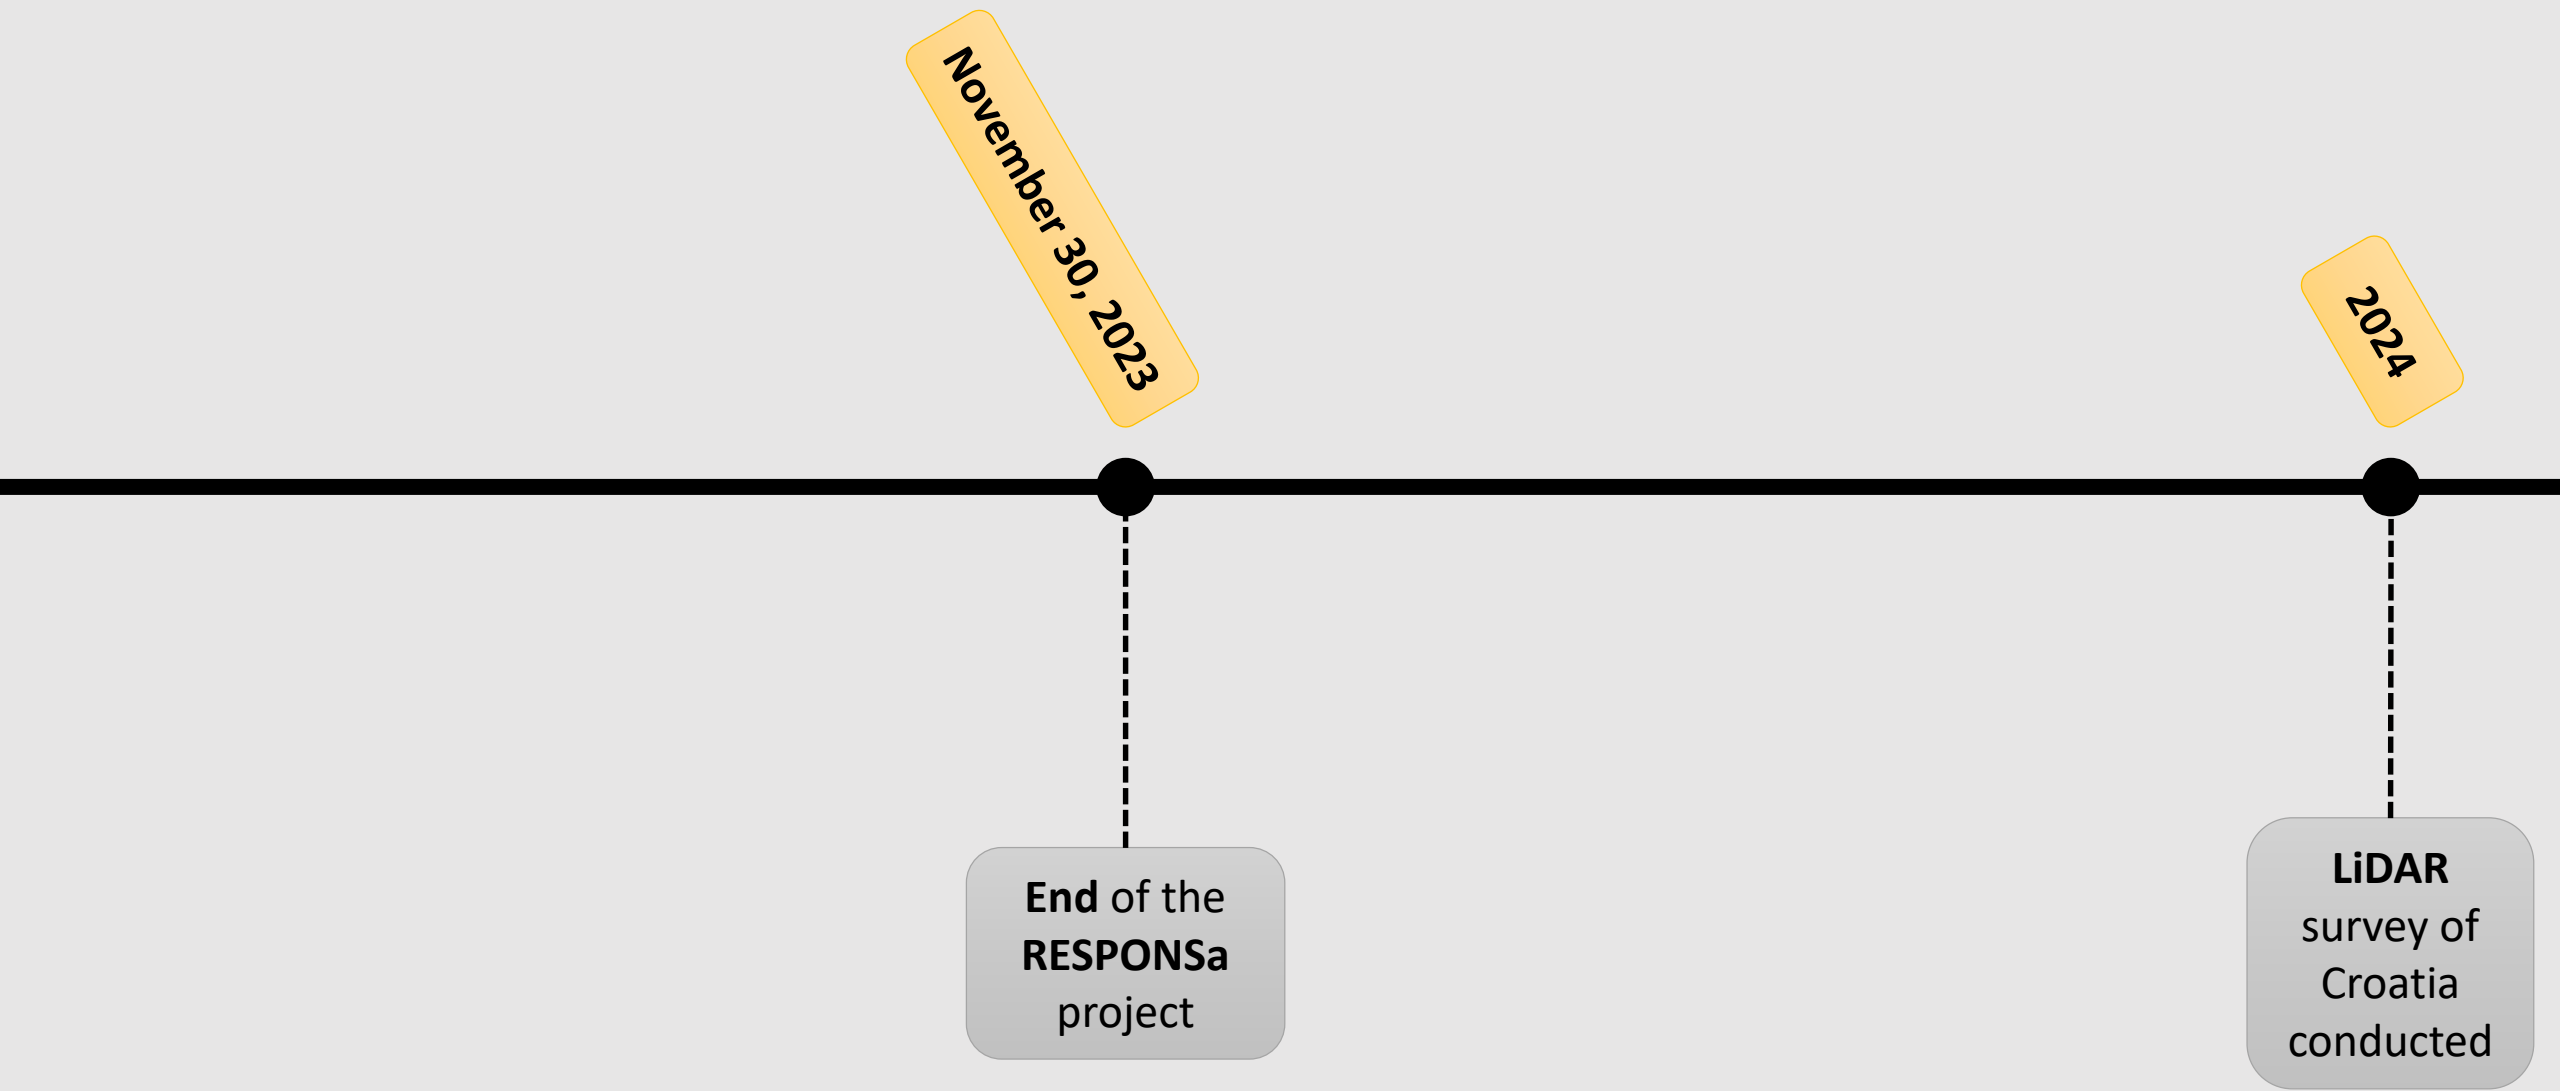 November 30, 2023
2024
End of the
RESPONSa
project
LiDAR
survey of
Croatia
conducted